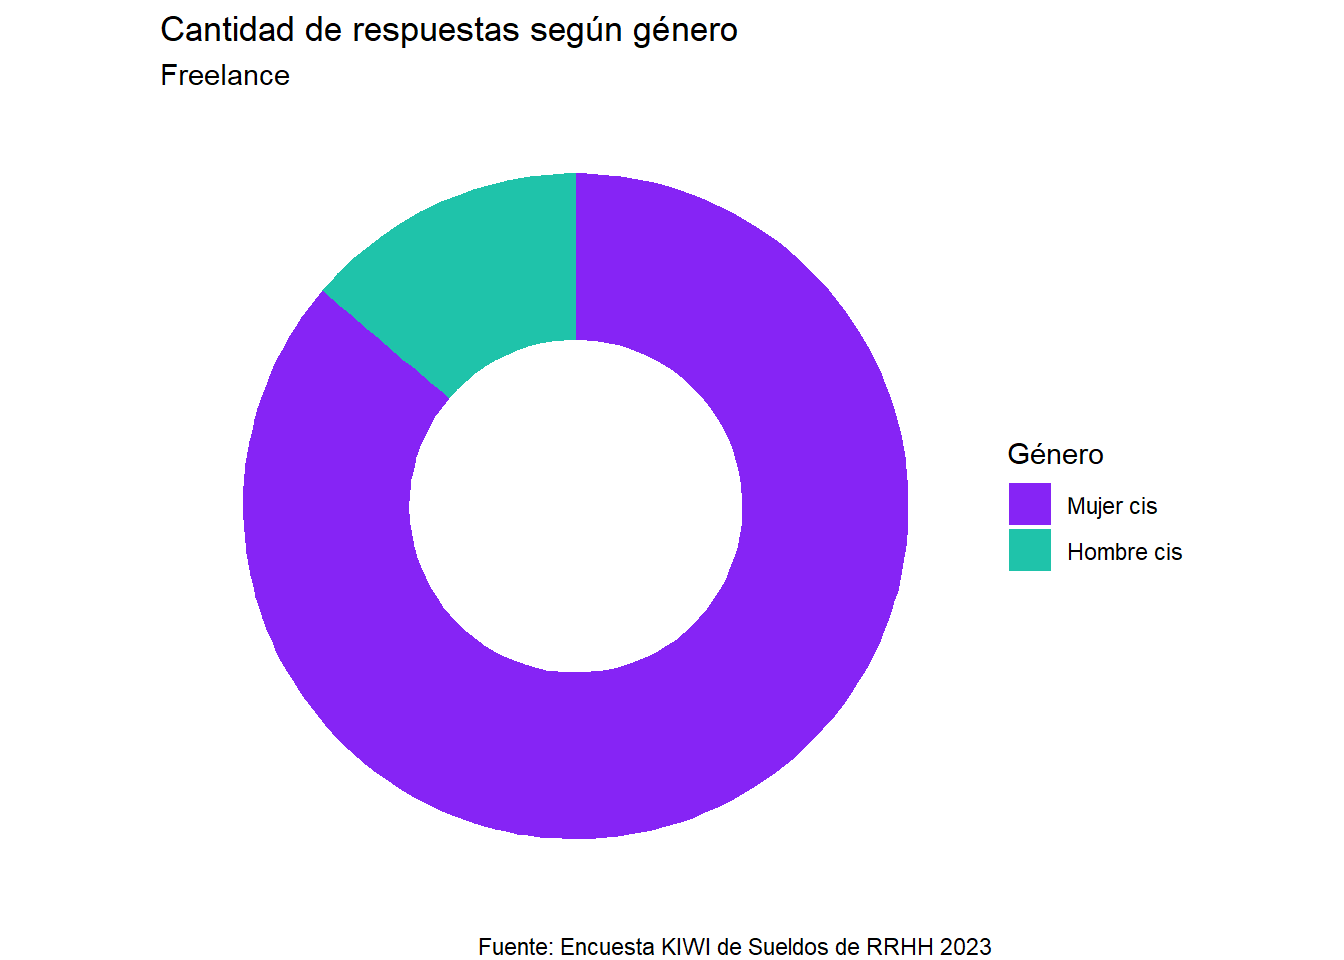 Cantidad de respuestas según género
Freelance
Género
Mujer cis
Hombre cis
Fuente: Encuesta KIWI de Sueldos de RRHH 2023